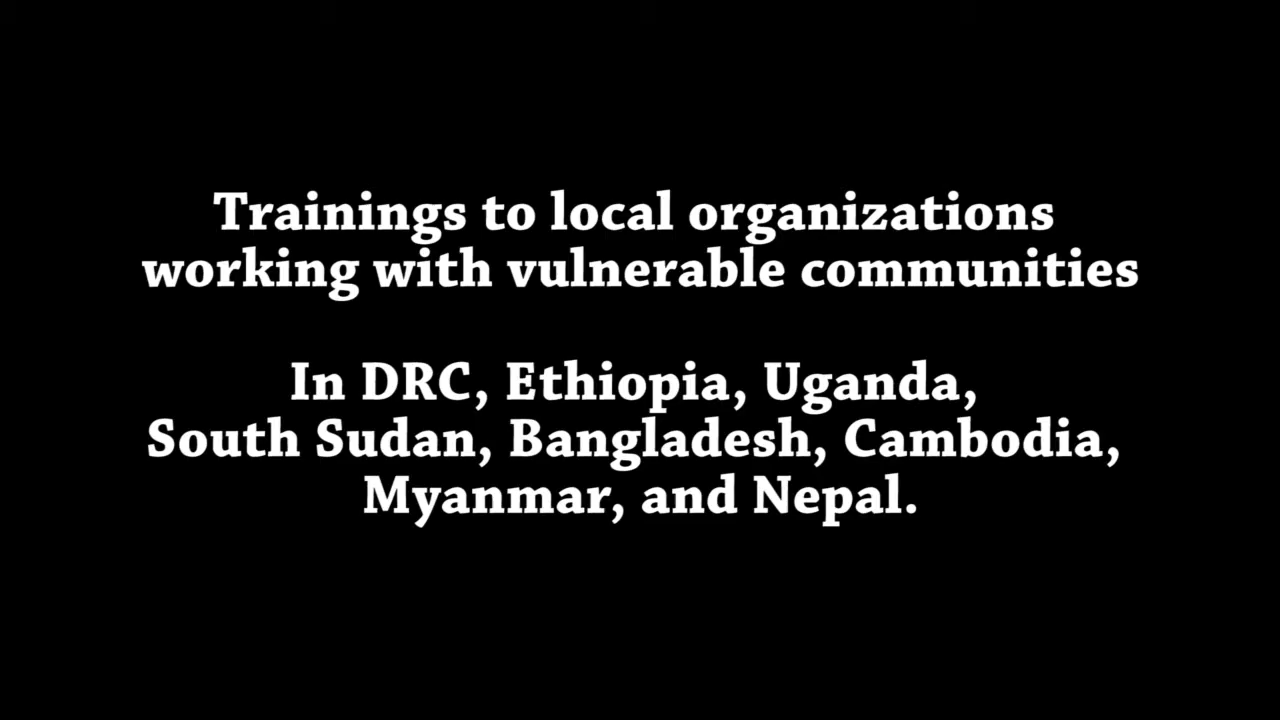 Trainings to local organizations
working with vulnerable communities
In DRC, Ethiopia, Uganda,
South Sudan, Bangladesh, Cambodia,
Myanmar, and Nepal.